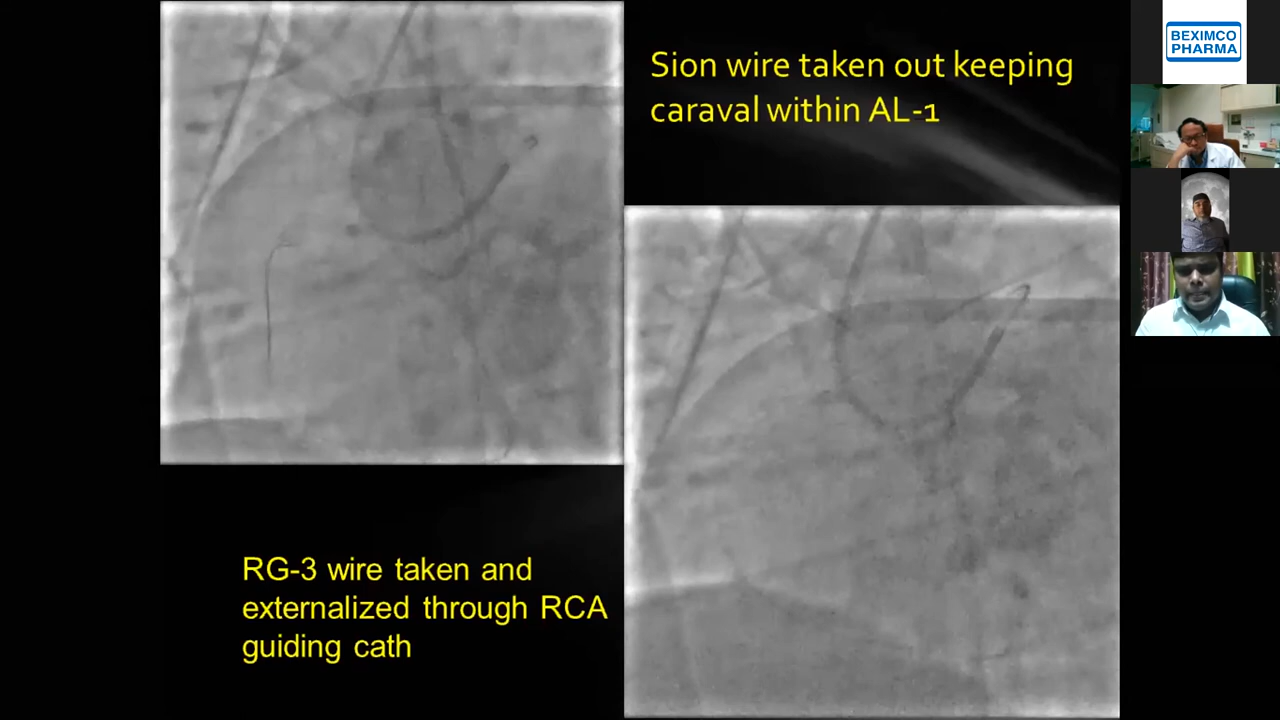 Sion wire taken out keeping
caraval within AL-1
RG-3 wire taken and
externalized through RCA
guiding cath
BEXIMCO
PHARMA